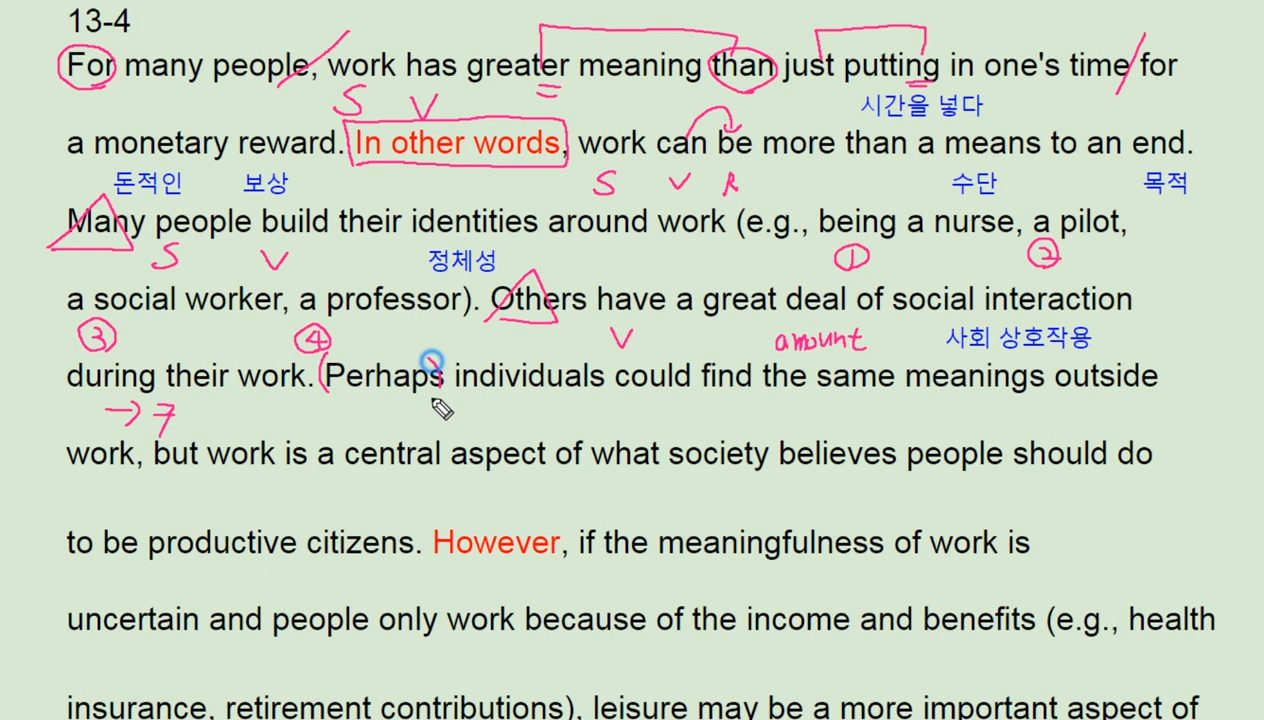 13-4
For many people, work has greater meaning than just putting in one's time for
S V 시간을 넣다
a monetary reward. In other words, work can be more than a means to an end.
돈적인 보상 S V R 수단 목적
Many people build their identities around work (e.g., being a nurse, a pilot,
S V 정체성 ① ②
a social worker, a professor). Others have a great deal of social interaction
③ ④ V amount 사회 상호작용
during their work. (Perhaps individuals could find the same meanings outside
work, but work is a central aspect of what society believes people should do
to be productive citizens. However, if the meaningfulness of work is
uncertain and people only work because of the income and benefits (e.g., health
insurance, retirement contributions), leisure may be a more important aspect of